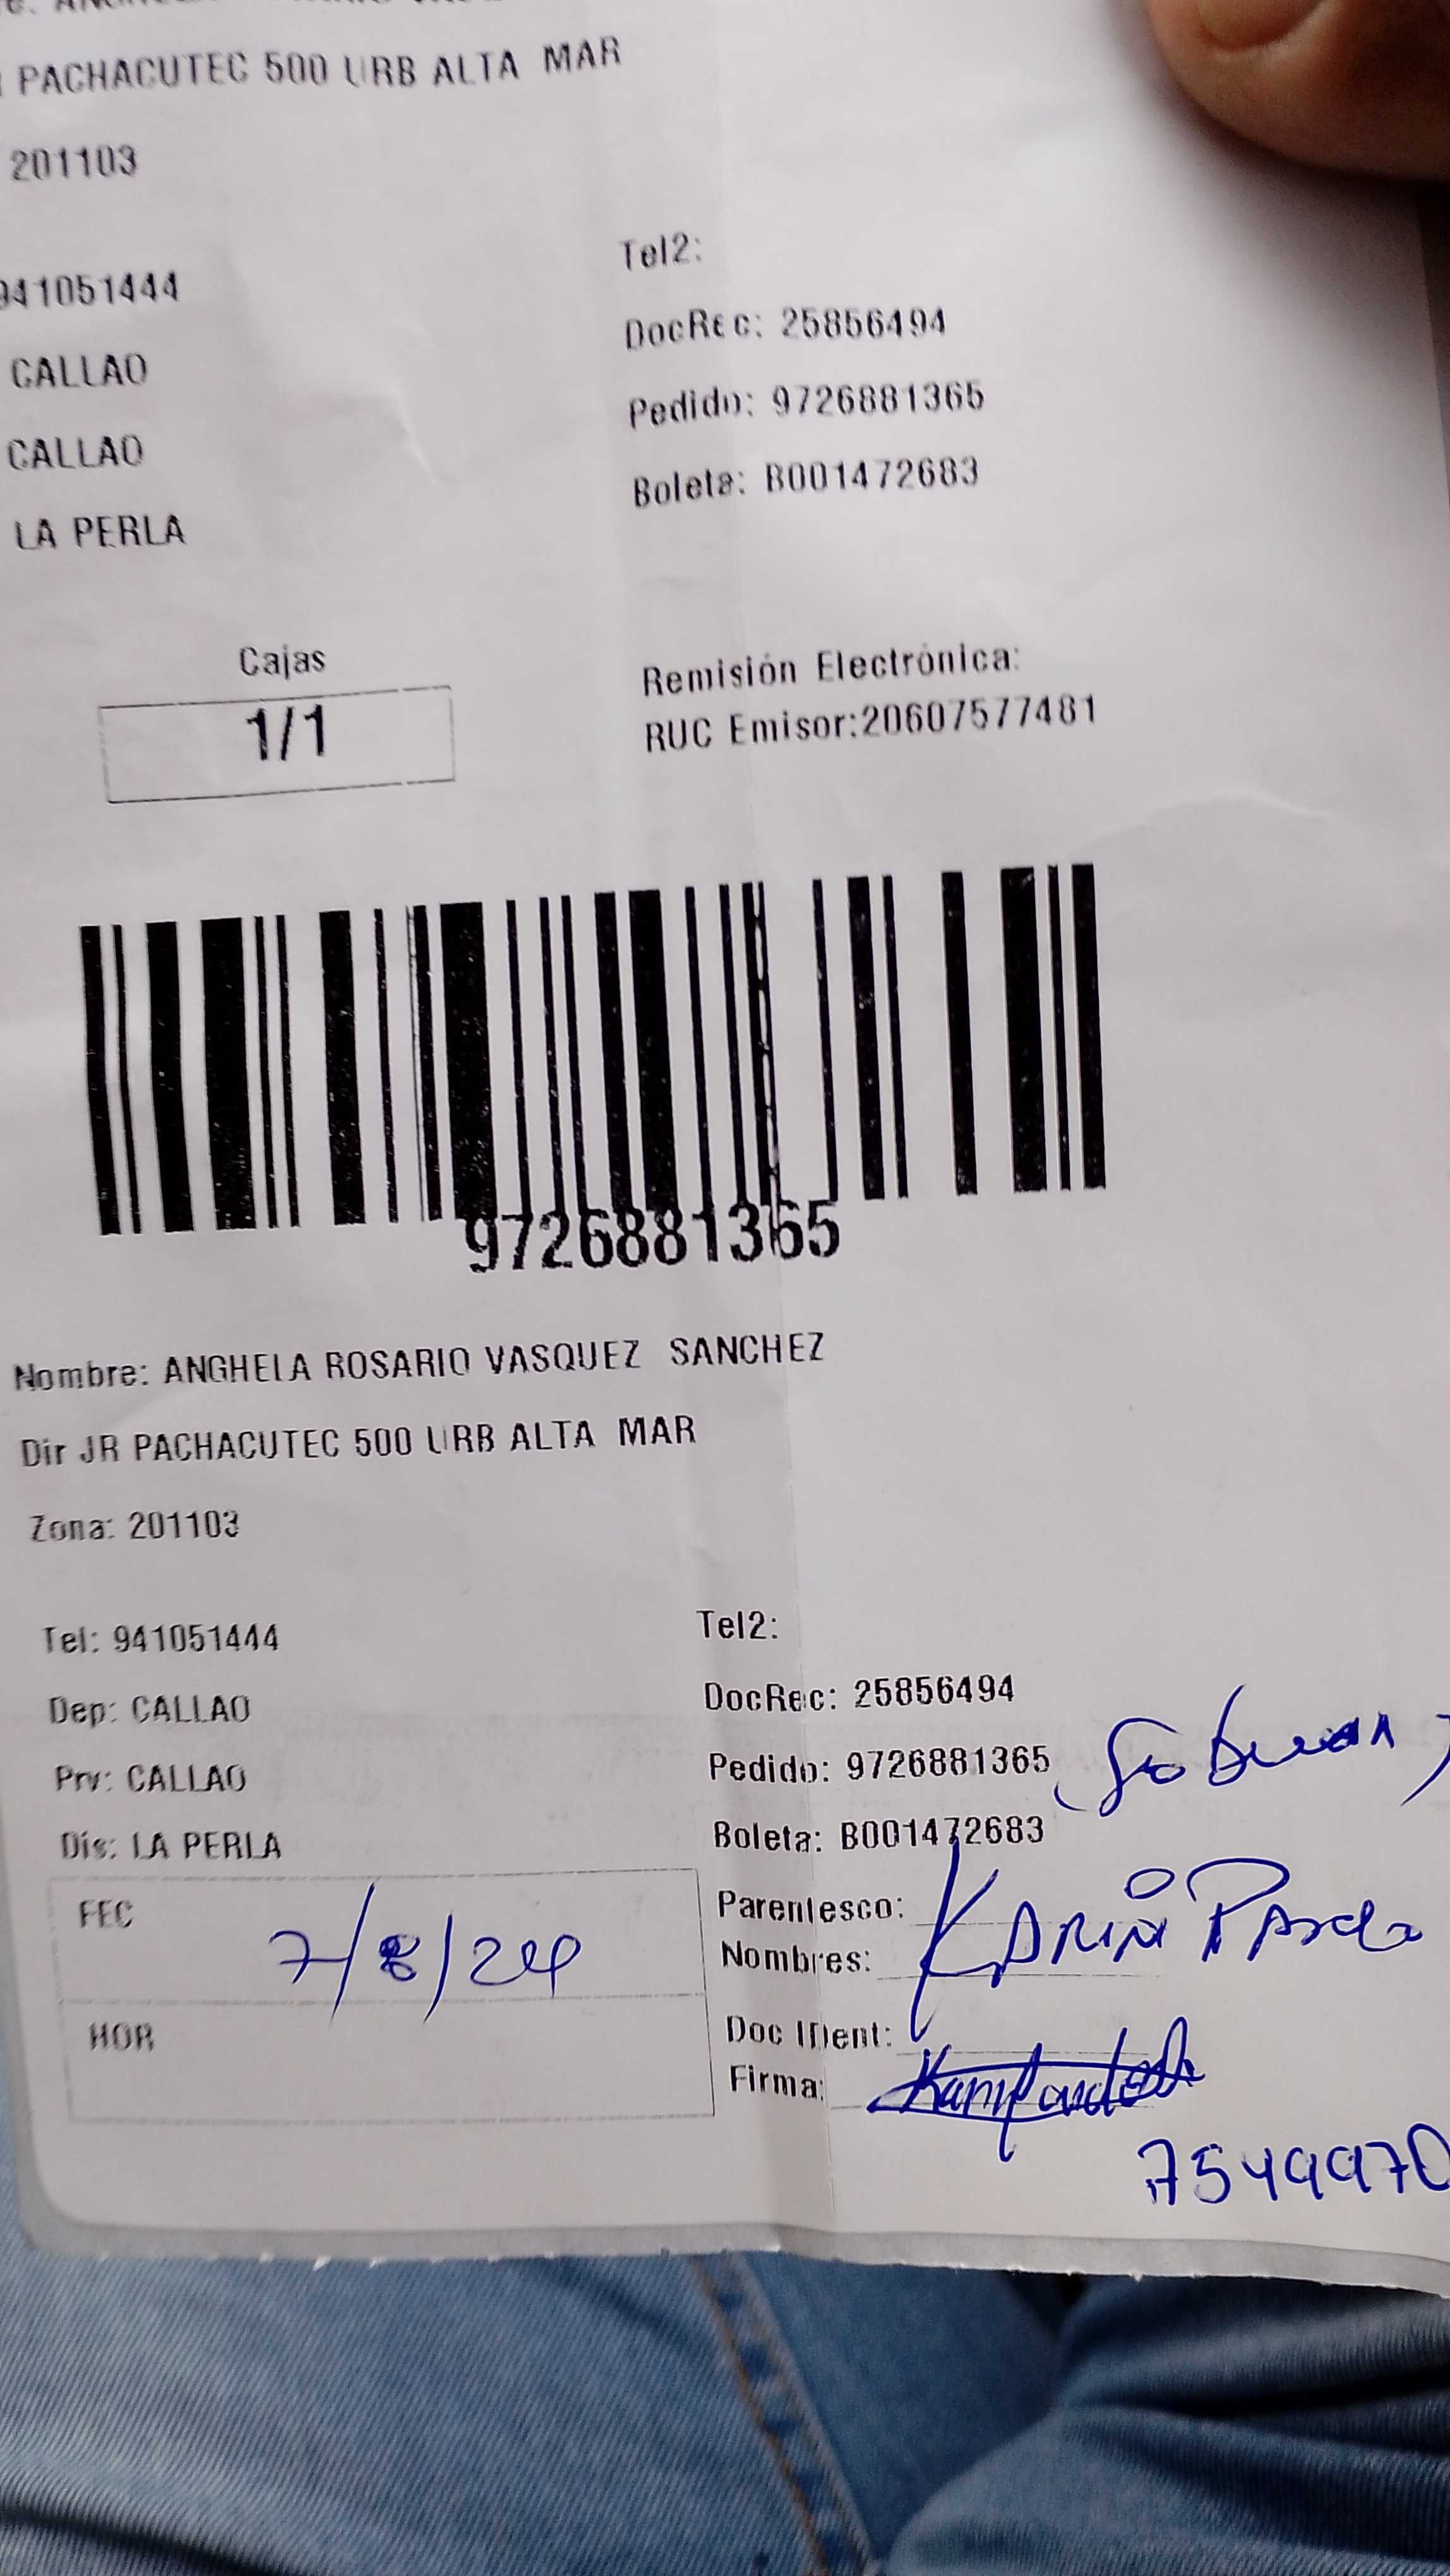 PACHACUTEC 500 URB ALTA MAR
201103
941051444
CALLAO
CALLAO
LA PERLA
Tel2:
DocRec: 25856494
Pedido: 9726881365
Boleta: B001472683
Cajas
1/1
Remisión Electrónica:
RUC Emisor:20607577481
9726881365
Nombre: ANGHELA ROSARIO VASQUEZ SANCHEZ
Dir JR PACHACUTEC 500 URB ALTA MAR
Zona: 201103
Tel: 941051444
Dep: CALLAO
Prv: CALLAO
Dis: LA PERLA
Tel2:
DocRec: 25856494
Pedido: 9726881365
Boleta: B001472683
FEC 7/8/24
HOR
Parentesco:
Nombres: KARIN
Doc IDent:
Firma:
7549970